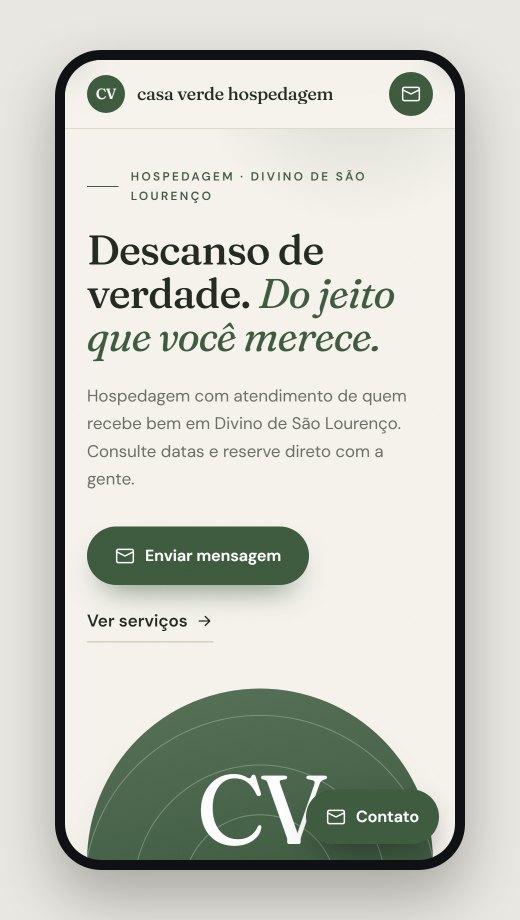 CV casa verde hospedagem
HOSPEDAGEM · DIVINO DE SÃO
LOURENÇO
Descanso de
verdade. Do jeito
que você merece.
Hospedagem com atendimento de quem
recebe bem em Divino de São Lourenço.
Consulte datas e reserve direto com a
gente.
Enviar mensagem
Ver serviços →
CV
Contato